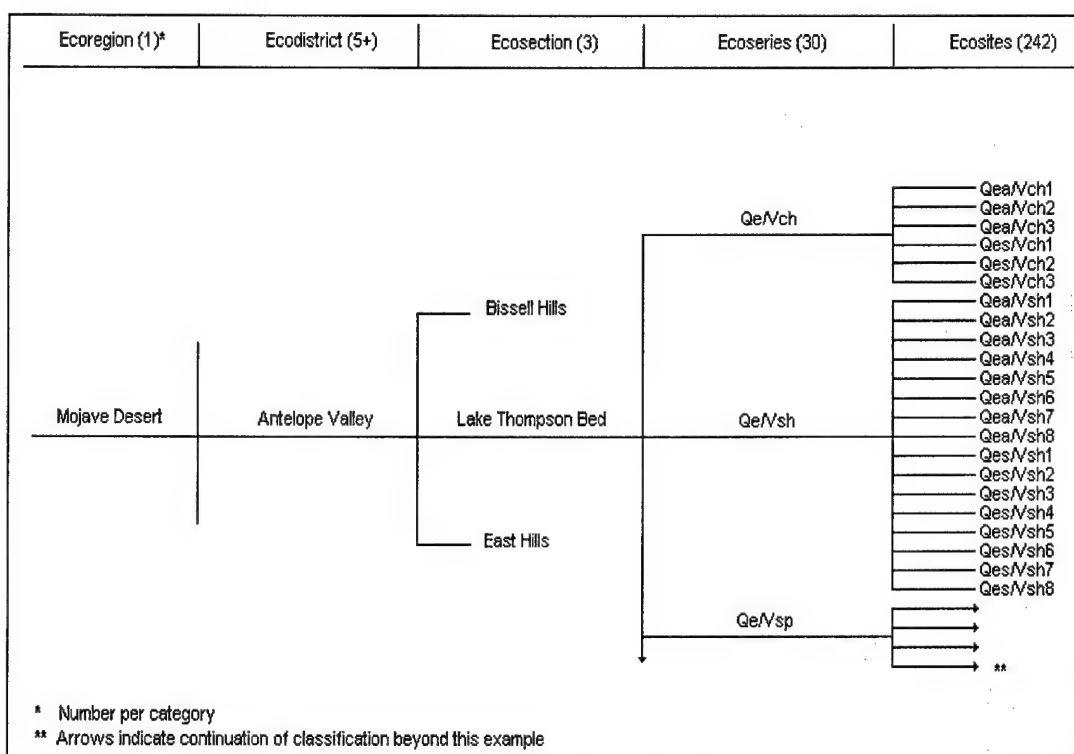 Ecoregion (1)* Ecodistrict (5+) Ecosection (3) Ecoseries (30) Ecosites (242)
Qea/Vch1
Qea/Vch2
Qe/Vch
Qea/Vch3
Qes/Vch1
Qes/Vch2
Qes/Vch3
Qea/Vsh1
Bissell Hills
Qea/Vsh2
Qea/Vsh3
Qea/Vsh4
Qea/Vsh5
Qea/Vsh6
Mojave Desert Antelope Valley Lake Thompson Bed Qe/Vsh Qea/Vsh7
Qea/Vsh8
Qes/Vsh1
Qes/Vsh2
Qes/Vsh3
Qes/Vsh4
Qes/Vsh5
East Hills
Qes/Vsh6
Qes/Vsh7
Qes/Vsh8
Qe/Vsp
**
* Number per category
** Arrows indicate continuation of classification beyond this example